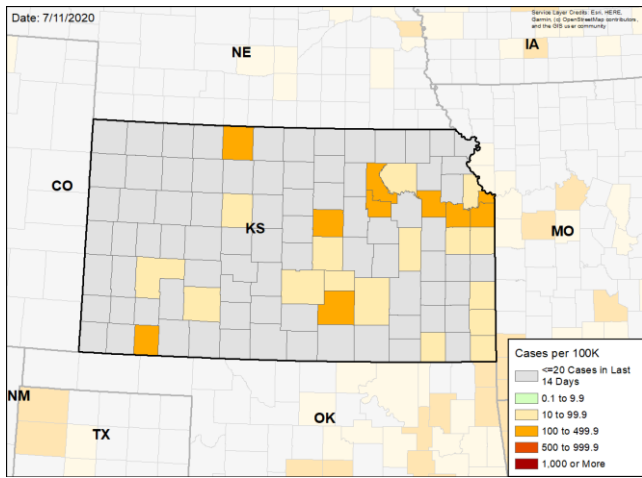 Date: 7/11/2020
Service Layer Credits: Esri, HERE,
Garmin, (c) OpenStreetMap contributors,
and the GIS user community
NE
IA
CO
KS
MO
NM
TX
OK
Cases per 100K
<=20 Cases in Last
14 Days
0.1 to 9.9
10 to 99.9
100 to 499.9
500 to 999.9
1,000 or More